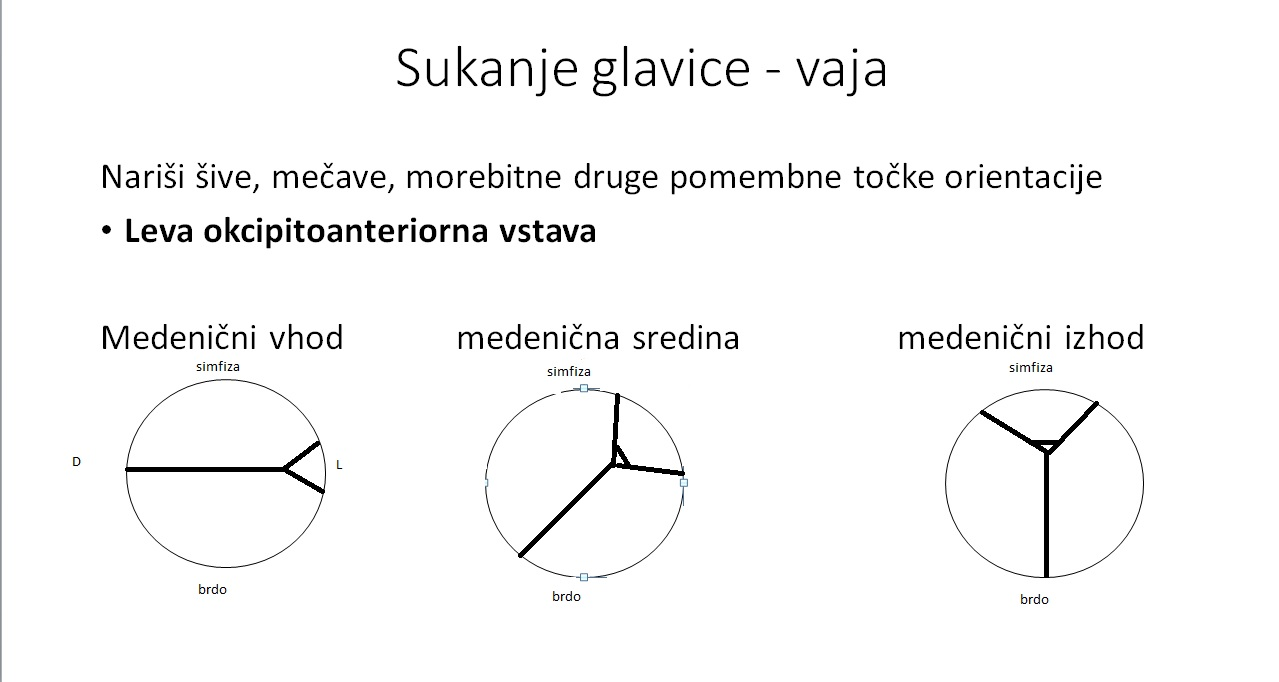 Sukanje glavice - vaja
Nariši šive, mečave, morebitne druge pomembne točke orientacije
• Leva okcipitoanteriorna vstava
Medenični vhod medenična sredina medenični izhod
simfiza simfiza simfiza
D L
brdo brdo brdo